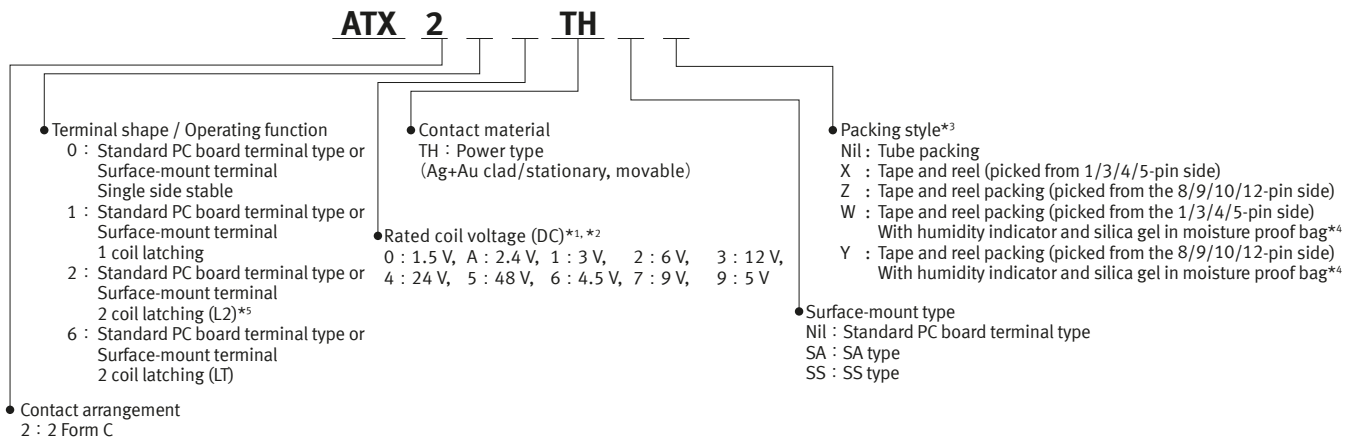 ATX 2 _ _ TH _ _
Terminal shape / Operating function
0 : Standard PC board terminal type or
Surface-mount terminal
Single side stable
1 : Standard PC board terminal type or
Surface-mount terminal
1 coil latching
2 : Standard PC board terminal type or
Surface-mount terminal
2 coil latching (L2)*5
6 : Standard PC board terminal type or
Surface-mount terminal
2 coil latching (LT)
Contact arrangement
2 : 2 Form C
Contact material
TH : Power type
(Ag+Au clad/stationary, movable)
Rated coil voltage (DC)*1, *2
0 : 1.5 V, A : 2.4 V, 1 : 3 V, 2 : 6 V, 3 : 12 V,
4 : 24 V, 5 : 48 V, 6 : 4.5 V, 7 : 9 V, 9 : 5 V
Packing style*3
Nil : Tube packing
X : Tape and reel (picked from 1/3/4/5-pin side)
Z : Tape and reel packing (picked from the 8/9/10/12-pin side)
W : Tape and reel packing (picked from the 1/3/4/5-pin side)
With humidity indicator and silica gel in moisture proof bag*4
Y : Tape and reel packing (picked from the 8/9/10/12-pin side)
With humidity indicator and silica gel in moisture proof bag*4
Surface-mount type
Nil : Standard PC board terminal type
SA : SA type
SS : SS type